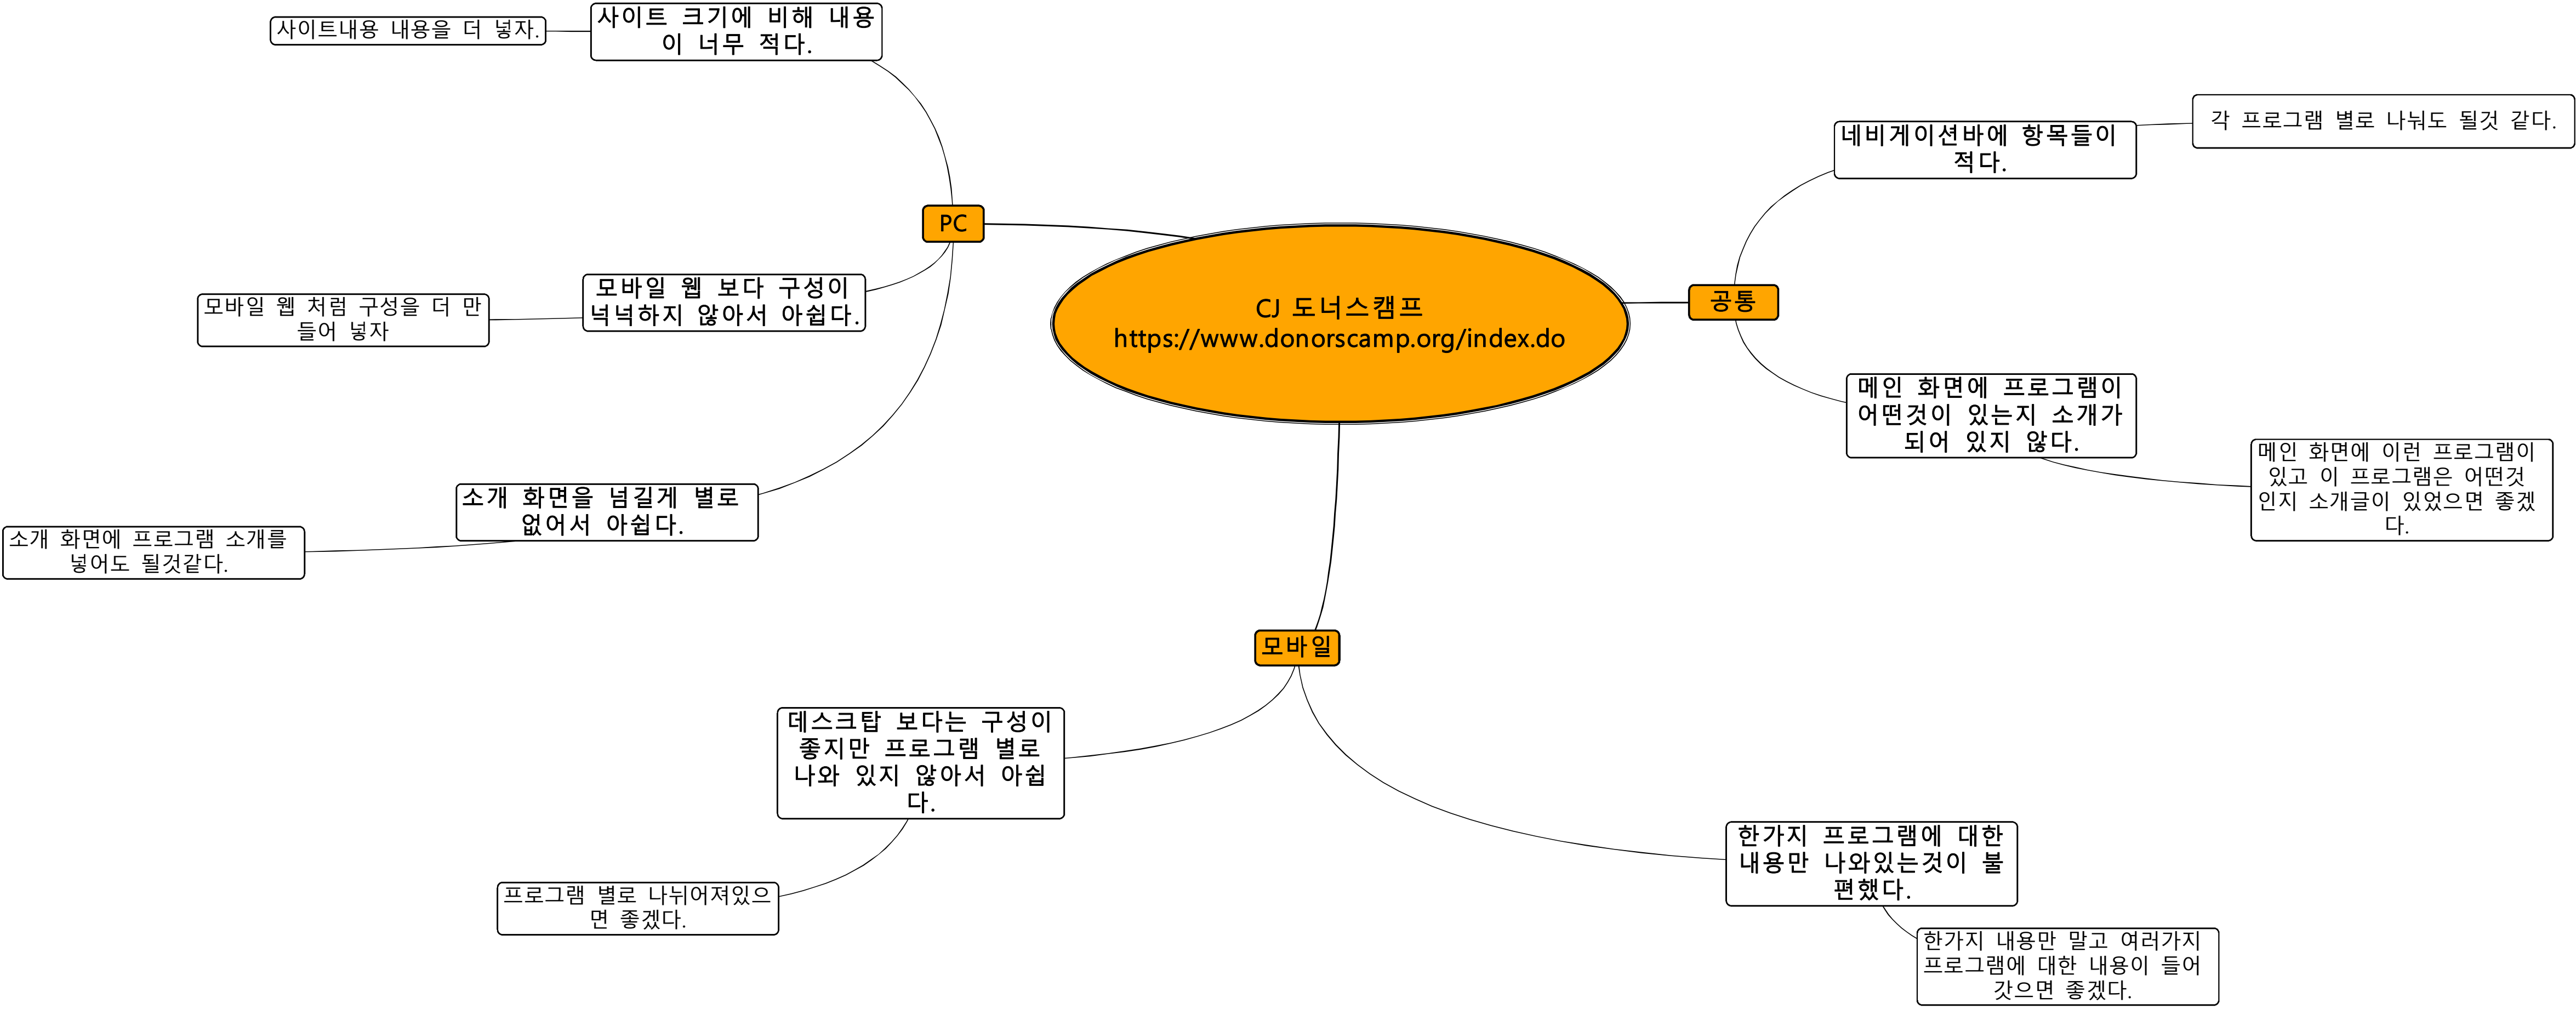 사이트내용 내용을 더 넣자.
사이트 크기에 비해 내용
이 너무 적다.
각 프로그램 별로 나눠도 될것 같다.
네비게이션바에 항목들이
적다.
PC
모바일 웹 보다 구성이
넉넉하지 않아서 아쉽다.
모바일 웹 처럼 구성을 더 만
들어 넣자
CJ 도너스캠프
https://www.donorscamp.org/index.do
공통
메인 화면에 프로그램이
어떤것이 있는지 소개가
되어 있지 않다.
메인 화면에 이런 프로그램이
있고 이 프로그램은 어떤것
인지 소개글이 있었으면 좋겠
다.
소개 화면을 넘길게 별로
없어서 아쉽다.
소개 화면에 프로그램 소개를
넣어도 될것같다.
모바일
데스크탑 보다는 구성이
좋지만 프로그램 별로
나와 있지 않아서 아쉽
다.
프로그램 별로 나뉘어져있으
면 좋겠다.
한가지 프로그램에 대한
내용만 나와있는것이 불
편했다.
한가지 내용만 말고 여러가지
프로그램에 대한 내용이 들어
갓으면 좋겠다.